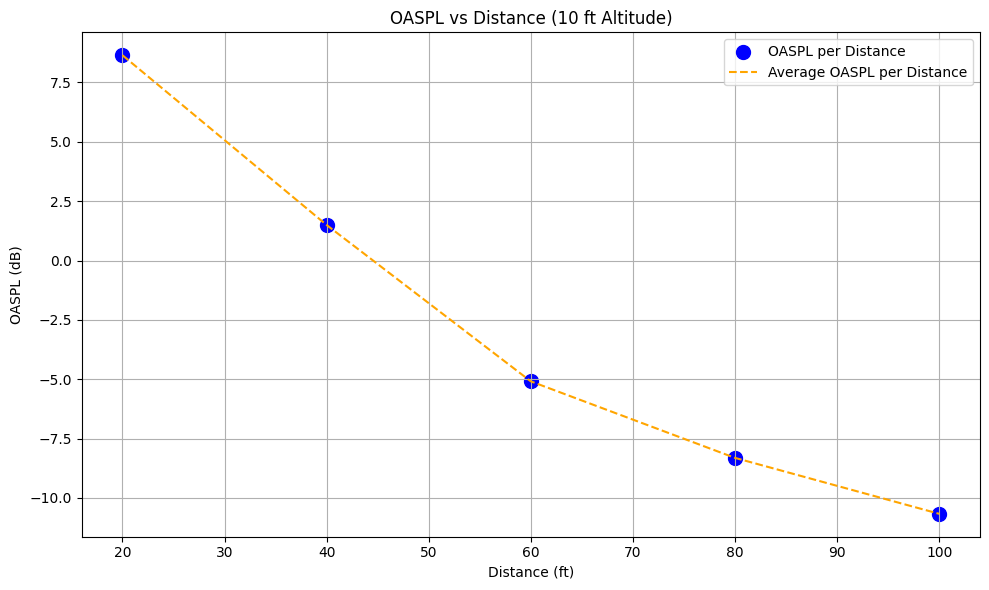 OASPL vs Distance (10 ft Altitude)
OASPL per Distance
Average OASPL per Distance
OASPL (dB)
7.5
5.0
2.5
0.0
−2.5
−5.0
−7.5
−10.0
20 30 40 50 60 70 80 90 100
Distance (ft)